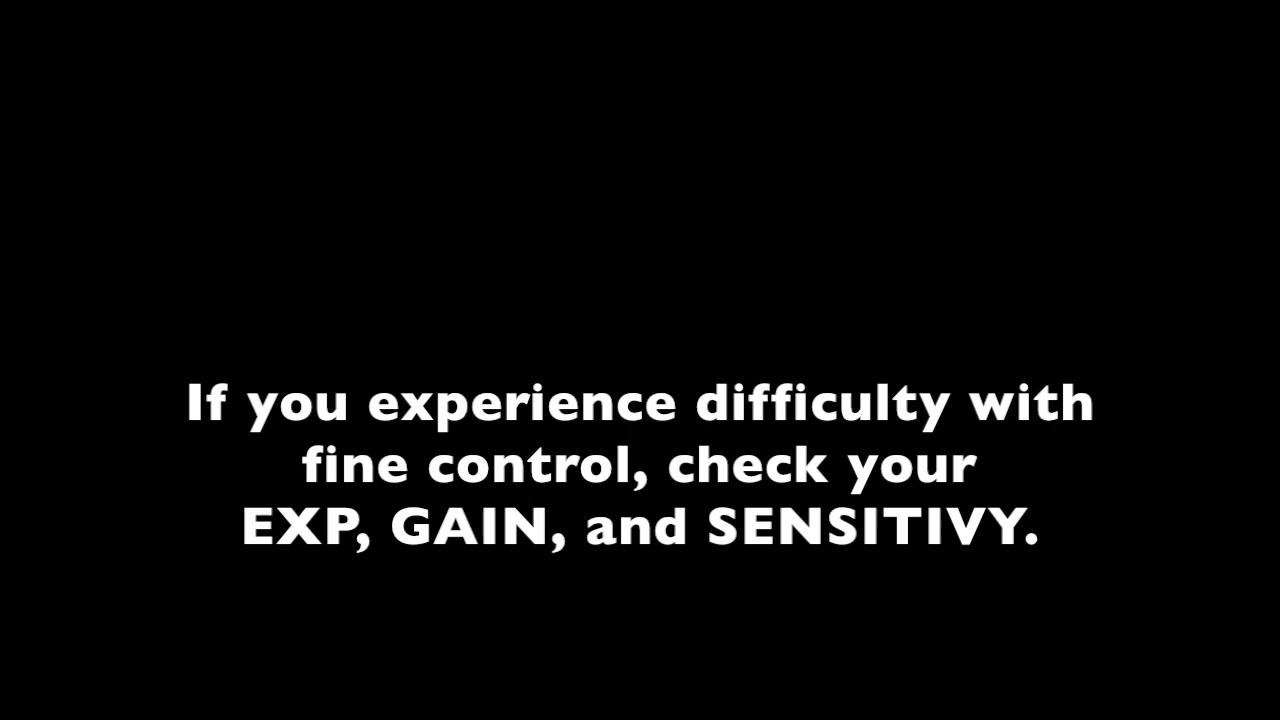 If you experience difficulty with
fine control, check your
EXP, GAIN, and SENSITIVY.